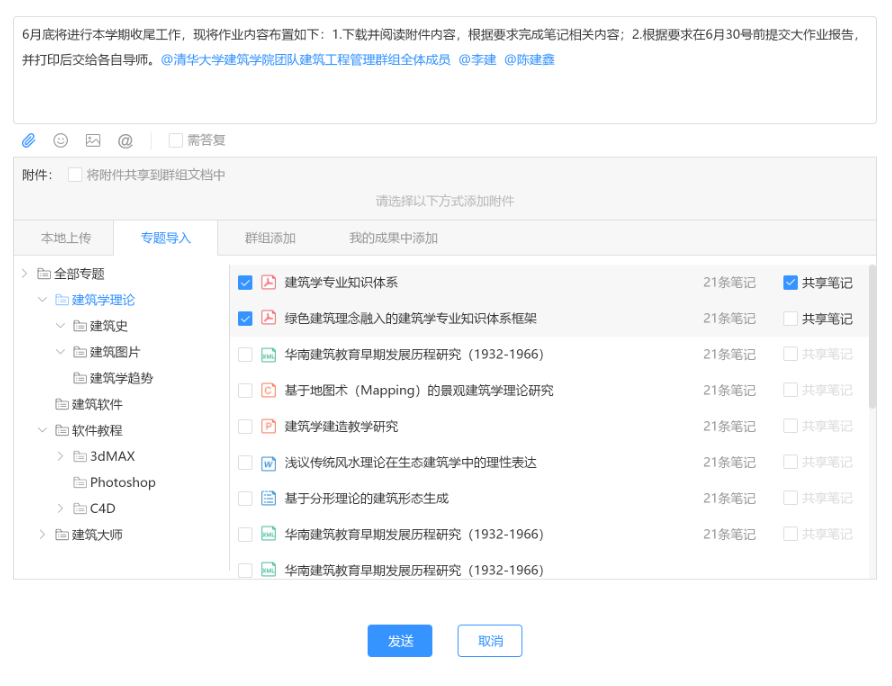 6月底将进行本学期收尾工作，现将作业内容布置如下：1.下载并阅读附件内容，根据要求完成笔记相关内容；2.根据要求在6月30号前提交大作业报告，
并打印后交给各自导师。@清华大学建筑学院团队建筑工程管理群组全体成员 @李建 @陈建鑫
@ 需答复
附件： 将附件共享到群组文档中
请选择以下方式添加附件
本地上传 专题导入 群组添加 我的成果中添加
全部专题
建筑学理论
建筑史
建筑图片
建筑学趋势
建筑软件
软件教程
3dMAX
Photoshop
C4D
建筑大师
建筑学专业知识体系 21条笔记 共享笔记
绿色建筑理念融入的建筑学专业知识体系框架 21条笔记 共享笔记
XML 华南建筑教育早期发展历程研究（1932-1966） 21条笔记 共享笔记
C 基于地图术（Mapping）的景观建筑学理论研究 21条笔记 共享笔记
P 建筑学建造教学研究 21条笔记 共享笔记
W 浅议传统风水理论在生态建筑学中的理性表达 21条笔记 共享笔记
基于分形理论的建筑形态生成 21条笔记 共享笔记
XML 华南建筑教育早期发展历程研究（1932-1966） 21条笔记 共享笔记
XML 华南建筑教育早期发展历程研究（1932-1966）
发送 取消